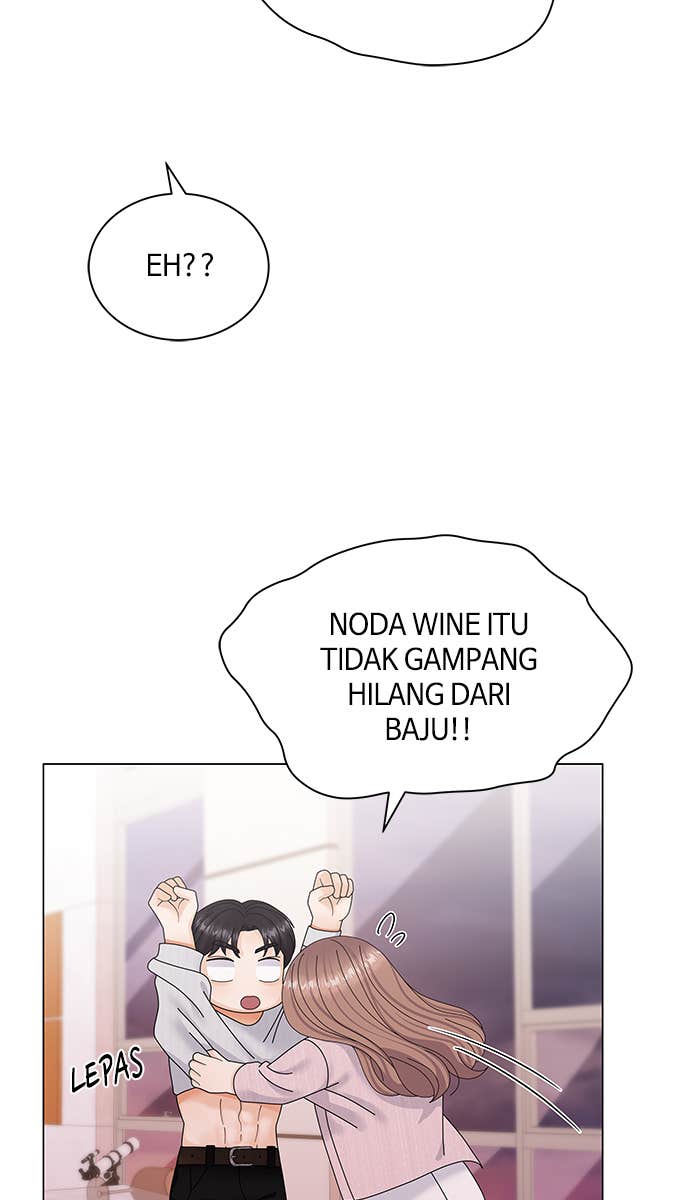 EH??
NODA WINE ITU
TIDAK GAMPANG
HILANG DARI
BAJU!!
LEPAS